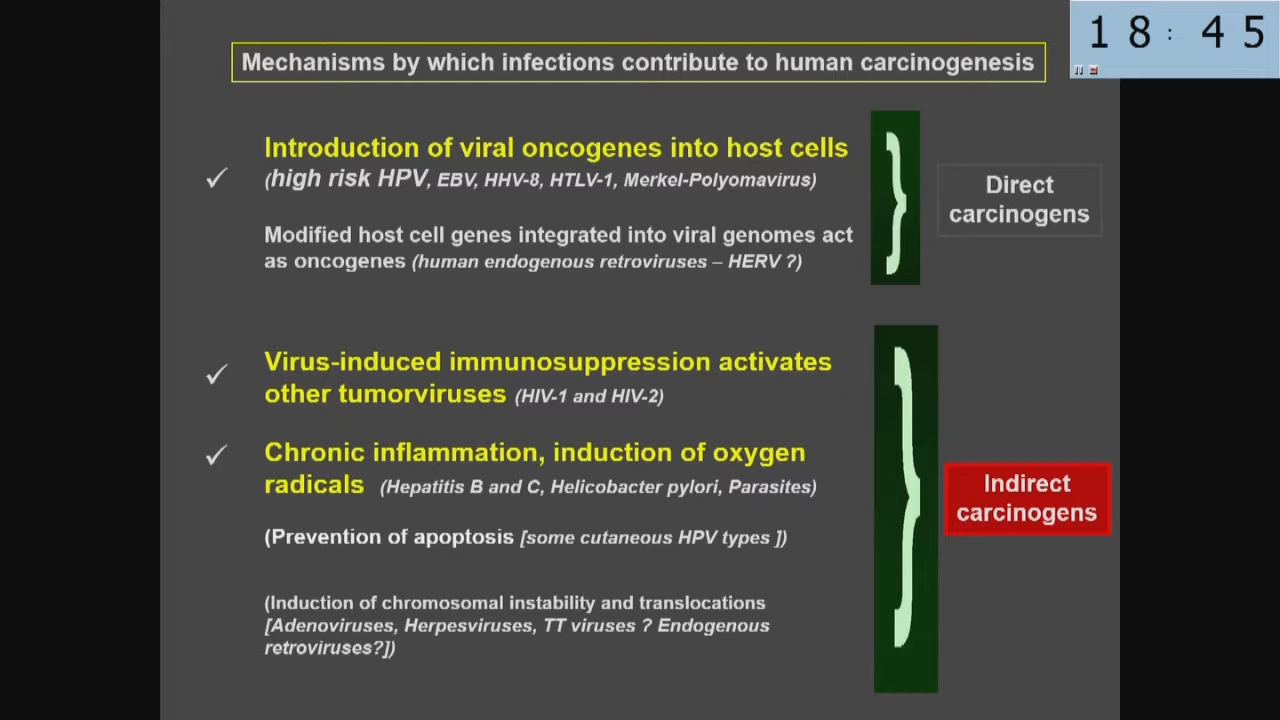 18:45
Mechanisms by which infections contribute to human carcinogenesis
Introduction of viral oncogenes into host cells
(high risk HPV, EBV, HHV-8, HTLV-1, Merkel-Polyomavirus)
Direct
carcinogens
Modified host cell genes integrated into viral genomes act
as oncogenes (human endogenous retroviruses – HERV ?)
Virus-induced immunosuppression activates
other tumorviruses (HIV-1 and HIV-2)
Chronic inflammation, induction of oxygen
radicals (Hepatitis B and C, Helicobacter pylori, Parasites)
Indirect
carcinogens
(Prevention of apoptosis [some cutaneous HPV types ])
(Induction of chromosomal instability and translocations
[Adenoviruses, Herpesviruses, TT viruses ? Endogenous
retroviruses?])